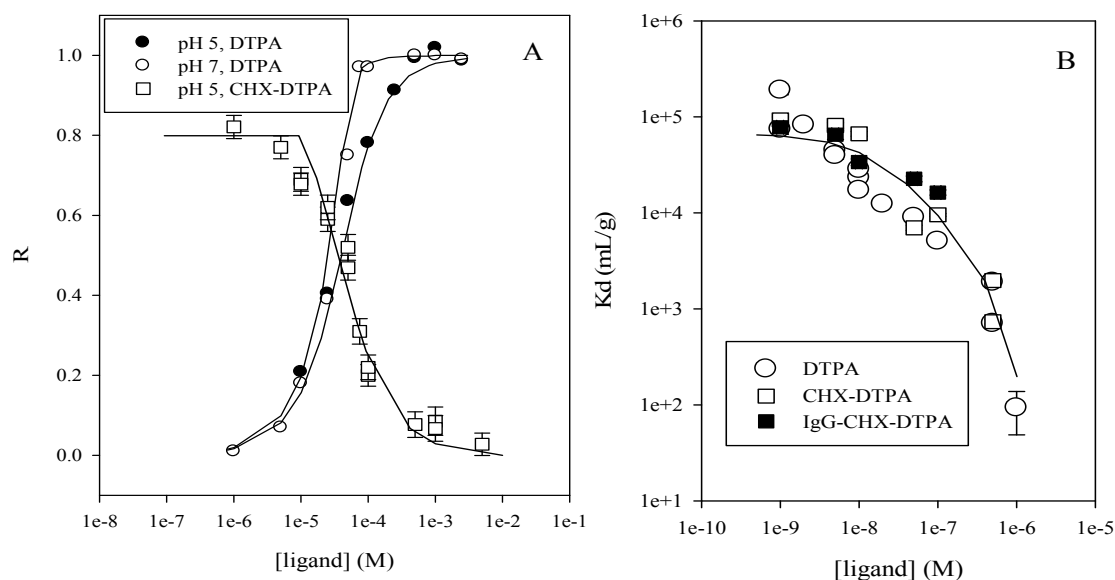 A
pH 5, DTPA
pH 7, DTPA
pH 5, CHX-DTPA
1.0
0.8
0.6
0.4
0.2
0.0
R
1e-8 1e-7 1e-6 1e-5 1e-4 1e-3 1e-2 1e-1
[ligand] (M)
B
1e+6
1e+5
1e+4
1e+3
1e+2
1e+1
Kd (mL/g)
DTPA
CHX-DTPA
IgG-CHX-DTPA
1e-10 1e-9 1e-8 1e-7 1e-6 1e-5
[ligand] (M)